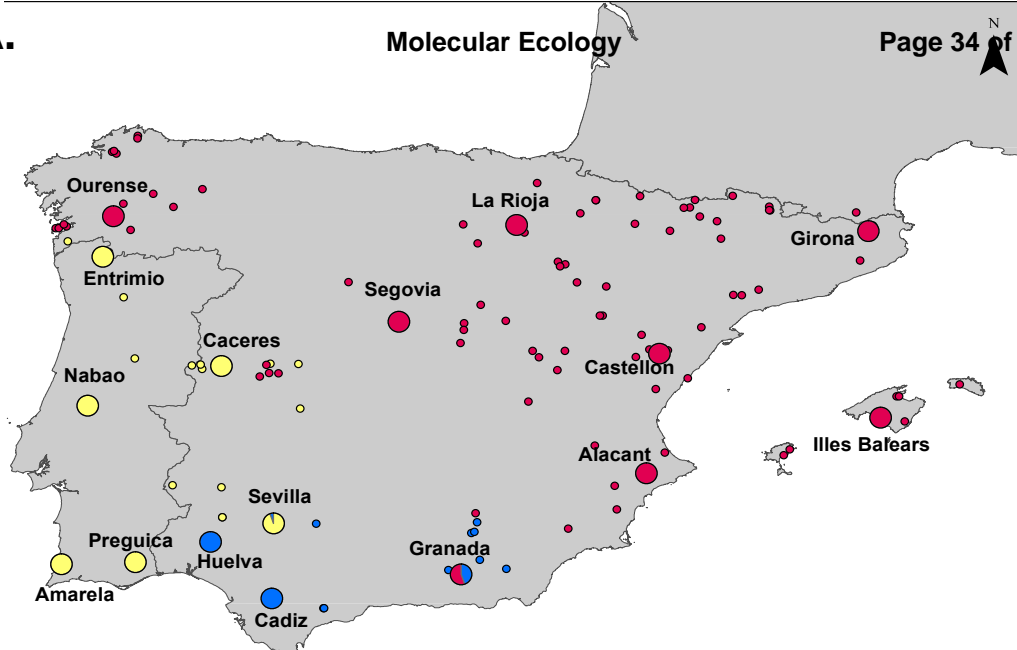 Molecular Ecology
Page 34 of
N
Ourense
La Rioja
Girona
Entrimio
Segovia
Caceres
Castellon
Nabao
Illes Balears
Alacant
Sevilla
Preguica
Granada
Huelva
Amarela
Cadiz